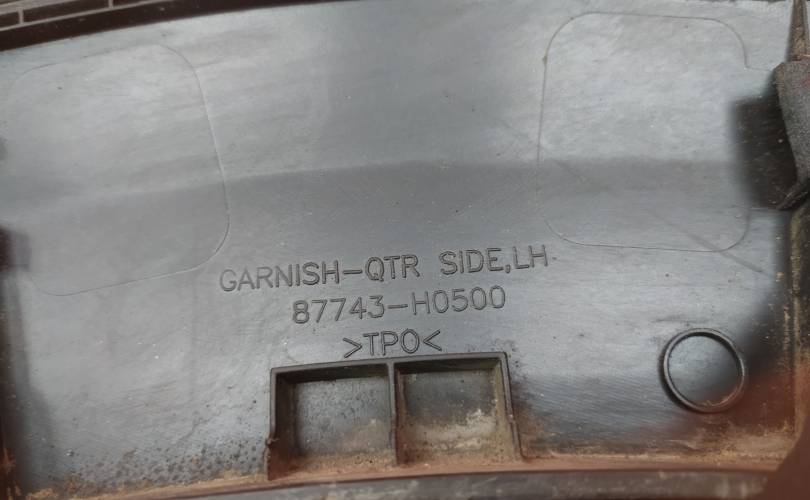 GARNISH-QTR SIDE,LH
87743-H0500
>TPO<